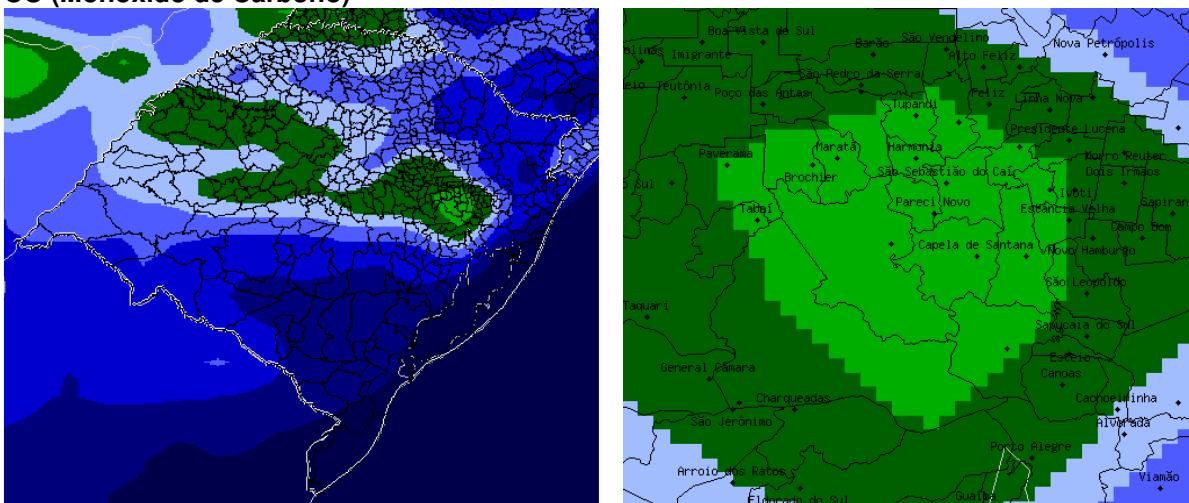 CO (Monóxido de Carbono)
Boa Vista do Sul
São Vendelino
Barão
Nova Petrópolis
Imigrante
Alto Feliz
São Pedro da Serra
Teutônia
Poço das Antas
Feliz
Linha Nova
Tupandi
Presidente Lucena
Maratá
Harmonia
Paverama
Morro Reuter
Brochier
São Sebastião do Caí
Dois Irmãos
Ivoti
Pareci Novo
Tabaí
Estância Velha
Campo Bom
Capela de Santana
Novo Hamburgo
São Leopoldo
Taquari
Sapucaia do Sul
Esteio
General Câmara
Canoas
Charqueadas
Cachoeirinha
São Jerônimo
Alvorada
Porto Alegre
Arroio dos Ratos
Viamão
Eldorado do Sul
Guaíba